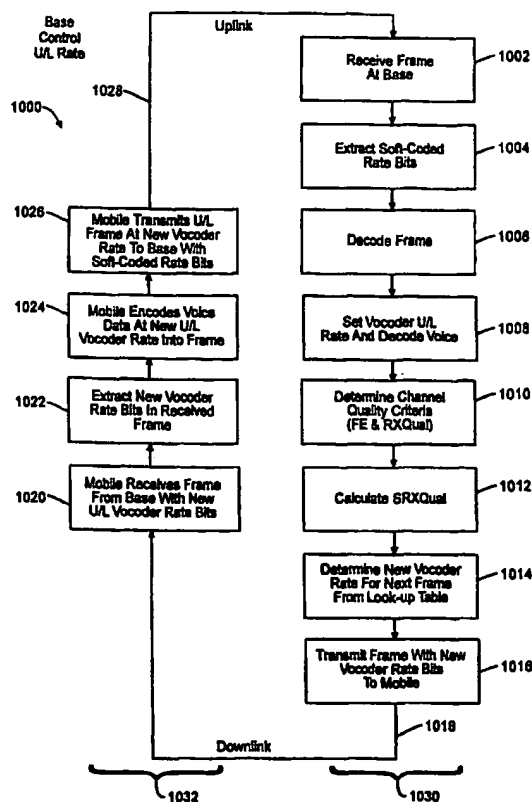 Base
Control
U/L Rate
Uplink
1028
1000
Receive Frame
At Base
1002
Extract Soft-Coded
Rate Bits
1004
Decode Frame
1006
Set Vocoder U/L
Rate And Decode Voice
1008
Determine Channel
Quality Criteria
(FE & RXQual)
1010
Calculate SRXQual
1012
Determine New Vocoder
Rate For Next Frame
From Look-up Table
1014
Transmit Frame With New
Vocoder Rate Bits
To Mobile
1016
1018
Downlink
1026
Mobile Transmits U/L
Frame At New Vocoder
Rate To Base With
Soft-Coded Rate Bits
1024
Mobile Encodes Voice
Data At New U/L
Vocoder Rate Into Frame
1022
Extract New Vocoder
Rate Bits In Received
Frame
1020
Mobile Receives Frame
From Base With New
U/L Vocoder Rate Bits
1032
1030